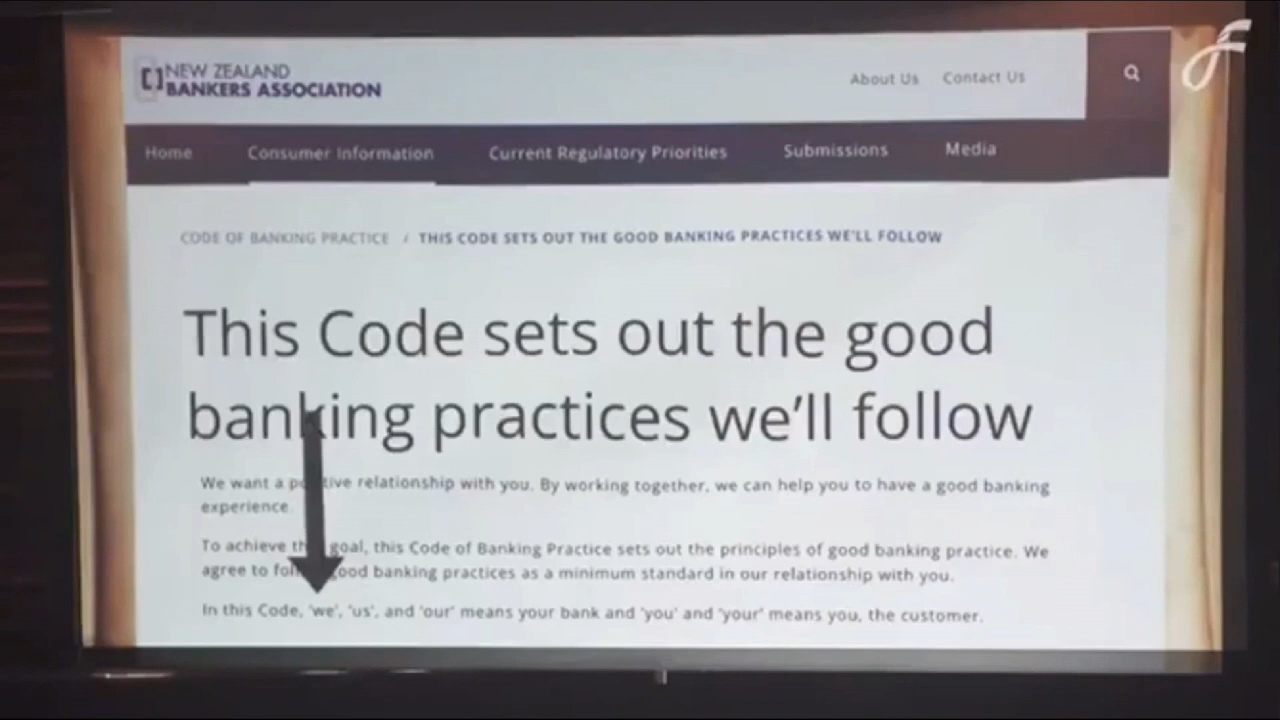 NEW ZEALAND
BANKERS ASSOCIATION
About Us Contact Us
Home Consumer Information Current Regulatory Priorities Submissions Media
CODE OF BANKING PRACTICE / THIS CODE SETS OUT THE GOOD BANKING PRACTICES WE'LL FOLLOW
This Code sets out the good
banking practices we'll follow
We want a positive relationship with you. By working together, we can help you to have a good banking
experience.
To achieve this goal, this Code of Banking Practice sets out the principles of good banking practice. We
agree to follow good banking practices as a minimum standard in our relationship with you.
In this Code, 'we', 'us', and 'our' means your bank and 'you' and 'your' means you, the customer.